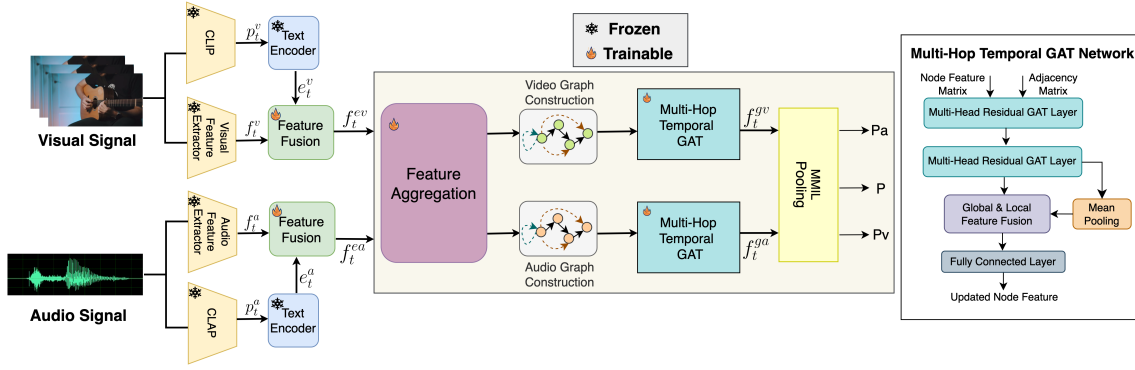 Frozen
Trainable
CLIP
p_t^v
Text
Encoder
e_t^v
Visual Signal
Visual
Feature
Extractor
f_t^v
Feature
Fusion
f_t^{ev}
Audio
Feature
Extractor
f_t^a
Feature
Fusion
f_t^{ea}
e_t^a
Audio Signal
CLAP
p_t^a
Text
Encoder
Feature
Aggregation
Video Graph
Construction
Audio Graph
Construction
Multi-Hop
Temporal
GAT
f_t^{gv}
Multi-Hop
Temporal
GAT
f_t^{ga}
MMIL
Pooling
Pa
P
Pv
Multi-Hop Temporal GAT Network
Node Feature
Matrix
Adjacency
Matrix
Multi-Head Residual GAT Layer
Multi-Head Residual GAT Layer
Global & Local
Feature Fusion
Mean
Pooling
Fully Connected Layer
Updated Node Feature